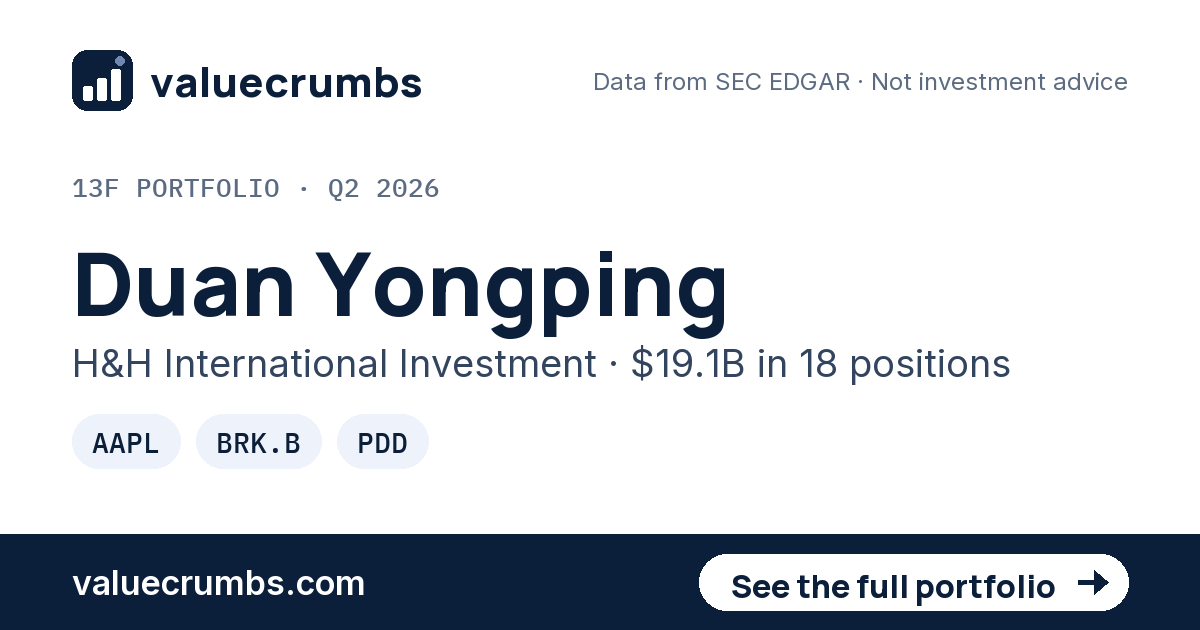 valuecrumbs
Data from SEC EDGAR · Not investment advice
13F PORTFOLIO · Q2 2026
Duan Yongping
H&H International Investment · $19.1B in 18 positions
AAPL
BRK.B
PDD
valuecrumbs.com
See the full portfolio →